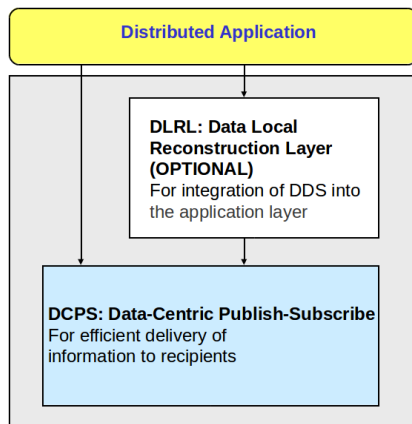 Distributed Application
DLRL: Data Local
Reconstruction Layer
(OPTIONAL)
For integration of DDS into
the application layer
DCPS: Data-Centric Publish-Subscribe
For efficient delivery of
information to recipients